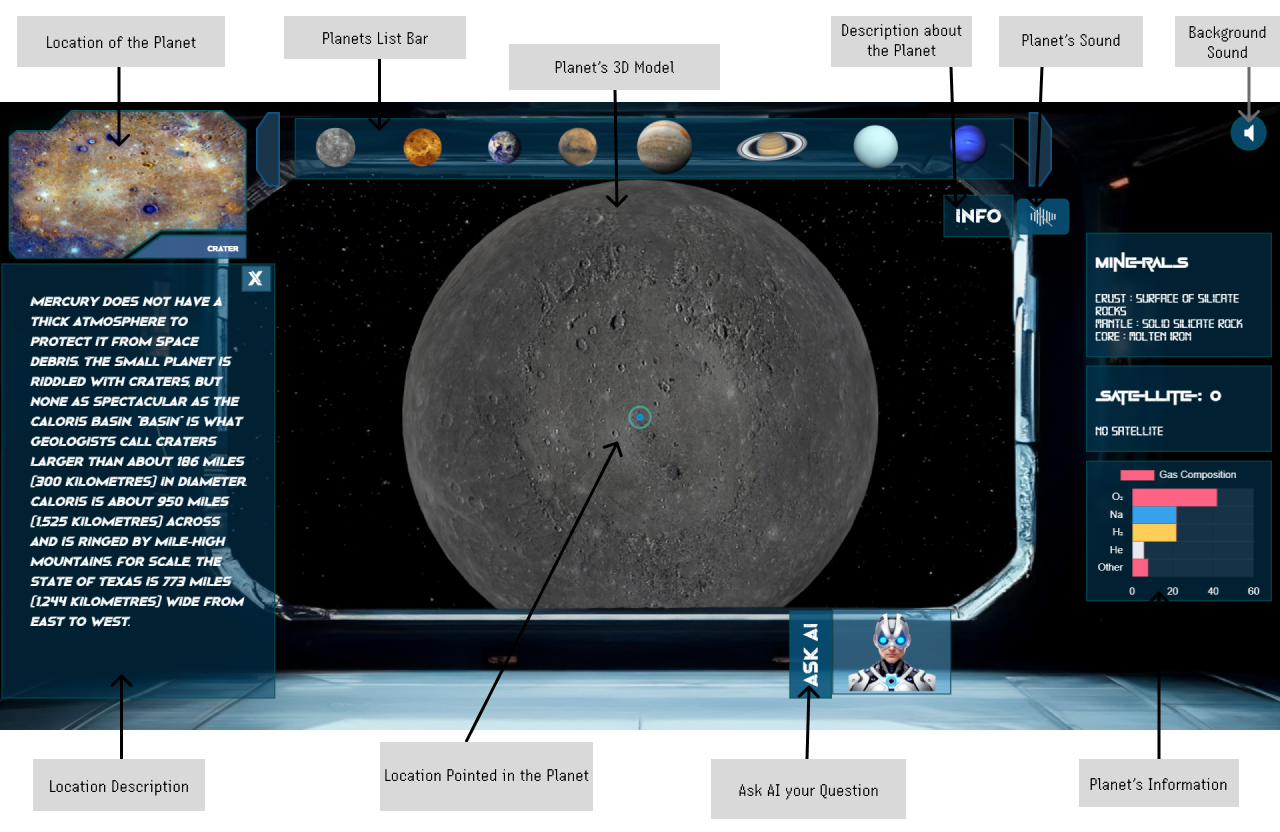 Location of the Planet
Planets List Bar
Planet's 3D Model
Description about
the Planet
Planet's Sound
Background
Sound
CRATER
INFO
X
MERCURY DOES NOT HAVE A
THICK ATMOSPHERE TO
PROTECT IT FROM SPACE
DEBRIS. THE SMALL PLANET IS
RIDDLED WITH CRATERS, BUT
NONE AS SPECTACULAR AS THE
CALORIS BASIN. "BASIN" IS WHAT
GEOLOGISTS CALL CRATERS
LARGER THAN ABOUT 186 MILES
(300 KILOMETRES) IN DIAMETER.
CALORIS IS ABOUT 950 MILES
(1,525 KILOMETRES) ACROSS
AND IS RINGED BY MILE-HIGH
MOUNTAINS. FOR SCALE, THE
STATE OF TEXAS IS 773 MILES
(1,244 KILOMETRES) WIDE FROM
EAST TO WEST.
MINERALS
CRUST : SURFACE OF SILICATE
ROCKS
MANTLE : SOLID SILICATE ROCK
CORE : MOLTEN IRON
SATELLITE: 0
NO SATELLITE
Gas Composition
O₂
Na
H₂
He
Other
0 20 40 60
ASK AI
Location Description
Location Pointed in the Planet
Ask AI your Question
Planet's Information